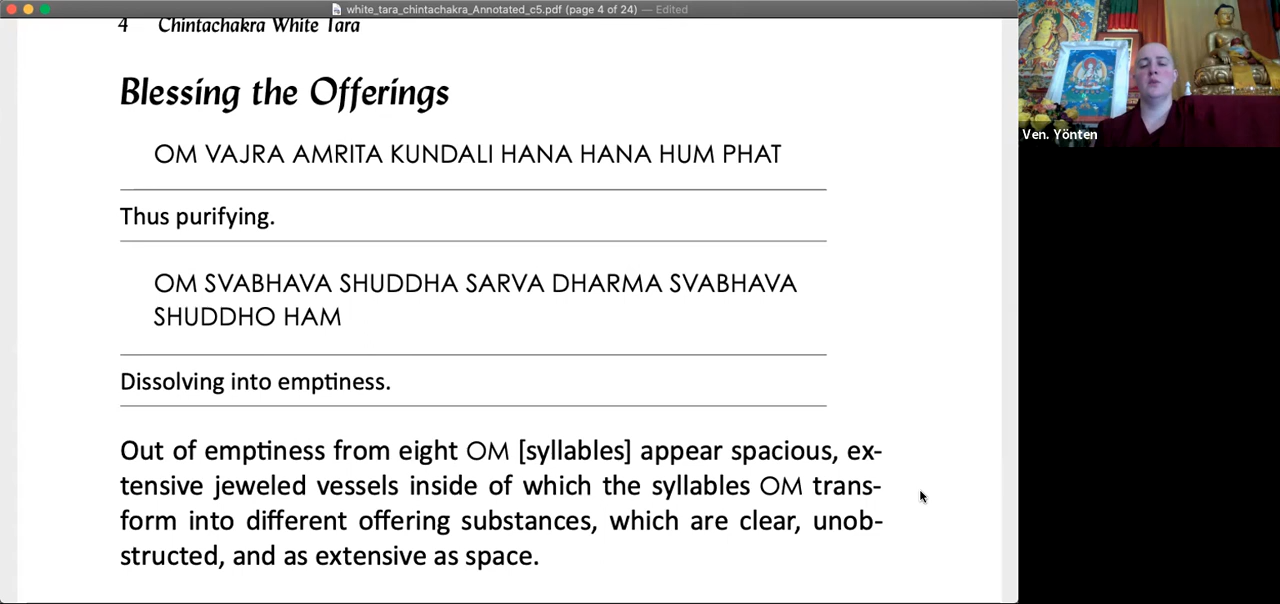 white_tara_chintachakra_Annotated_c5.pdf (page 4 of 24) — Edited
4 Chintachakra White Tara
Blessing the Offerings
OM VAJRA AMRITA KUNDALI HANA HANA HUM PHAT
Thus purifying.
OM SVABHAVA SHUDDHA SARVA DHARMA SVABHAVA
SHUDDHO HAM
Dissolving into emptiness.
Out of emptiness from eight OM [syllables] appear spacious, ex-
tensive jeweled vessels inside of which the syllables OM trans-
form into different offering substances, which are clear, unob-
structed, and as extensive as space.
Ven. Yönten